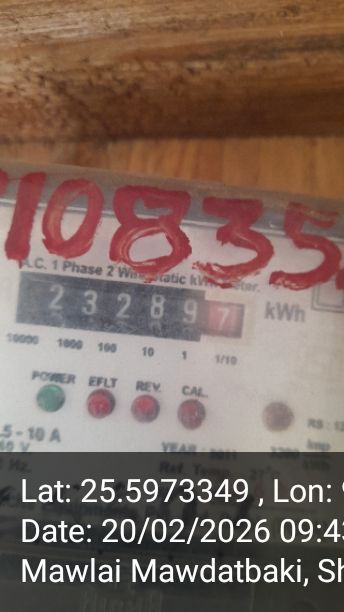 10835
A.C. 1 Phase 2 Wire Static kWh Meter.
2 3 2 8 9 7 kWh
10000 1000 100 10 1 1/10
POWER EFLT REV. CAL.
5 - 10 A
YEAR :
Lat: 25.5973349 , Lon:
Date: 20/02/2026 09:43
Mawlai Mawdatbaki, Sh